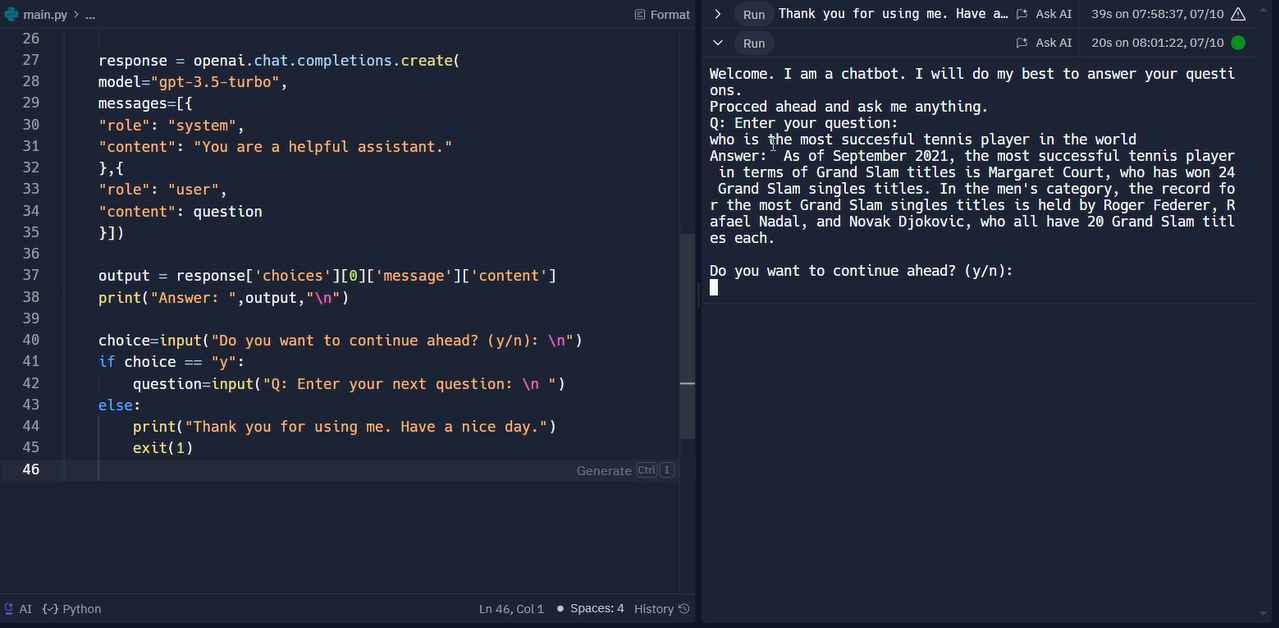 main.py > ...
Format
26
27 response = openai.chat.completions.create(
28 model="gpt-3.5-turbo",
29 messages=[{
30 "role": "system",
31 "content": "You are a helpful assistant."
32 },{
33 "role": "user",
34 "content": question
35 }])
36
37 output = response['choices'][0]['message']['content']
38 print("Answer: ",output,"\n")
39
40 choice=input("Do you want to continue ahead? (y/n): \n")
41 if choice == "y":
42 question=input("Q: Enter your next question: \n ")
43 else:
44 print("Thank you for using me. Have a nice day.")
45 exit(1)
46
Generate Ctrl I
AI Python
Ln 46, Col 1 Spaces: 4 History
Run Thank you for using me. Have a… Ask AI 39s on 07:58:37, 07/10
Run Ask AI 20s on 08:01:22, 07/10
Welcome. I am a chatbot. I will do my best to answer your questi
ons.
Procced ahead and ask me anything.
Q: Enter your question:
who is the most succesful tennis player in the world
Answer:  As of September 2021, the most successful tennis player
in terms of Grand Slam titles is Margaret Court, who has won 24
Grand Slam singles titles. In the men's category, the record fo
r the most Grand Slam singles titles is held by Roger Federer, R
afael Nadal, and Novak Djokovic, who all have 20 Grand Slam titl
es each.
Do you want to continue ahead? (y/n):